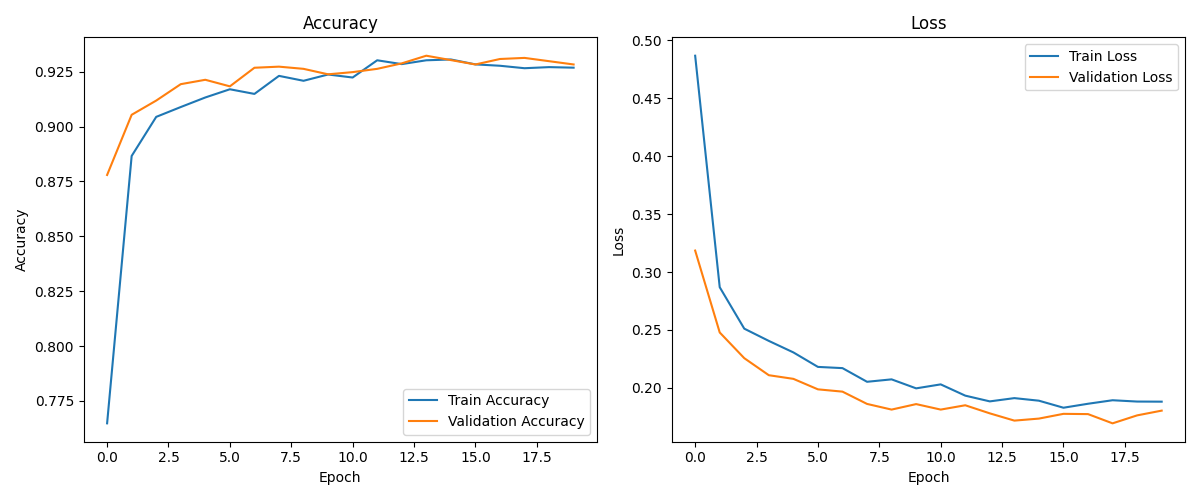 Accuracy
0.925
0.900
0.875
0.850
0.825
0.800
0.775
Accuracy
Train Accuracy
Validation Accuracy
0.0 2.5 5.0 7.5 10.0 12.5 15.0 17.5
Epoch
Loss
0.50
0.45
0.40
0.35
0.30
0.25
0.20
Loss
Train Loss
Validation Loss
0.0 2.5 5.0 7.5 10.0 12.5 15.0 17.5
Epoch